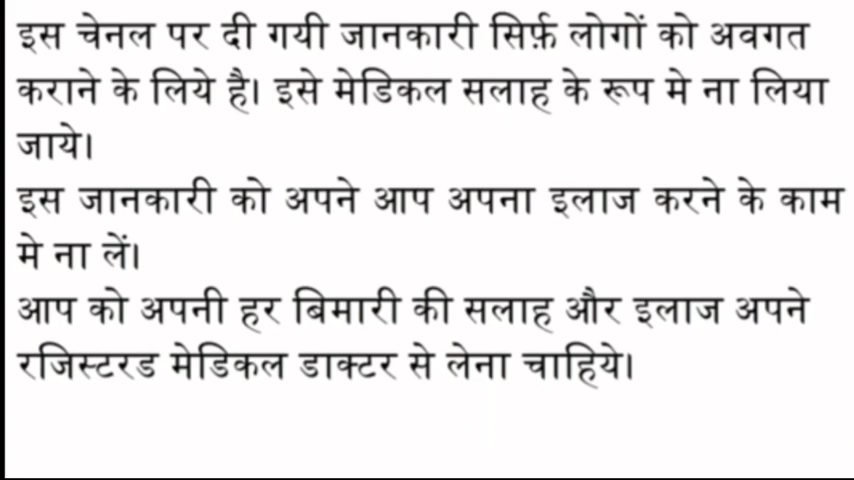 इस चेनल पर दी गयी जानकारी सिर्फ़ लोगों को अवगत
कराने के लिये है। इसे मेडिकल सलाह के रूप मे ना लिया
जाये।
इस जानकारी को अपने आप अपना इलाज करने के काम
मे ना लें।
आप को अपनी हर बिमारी की सलाह और इलाज अपने
रजिस्टरड मेडिकल डाक्टर से लेना चाहिये।